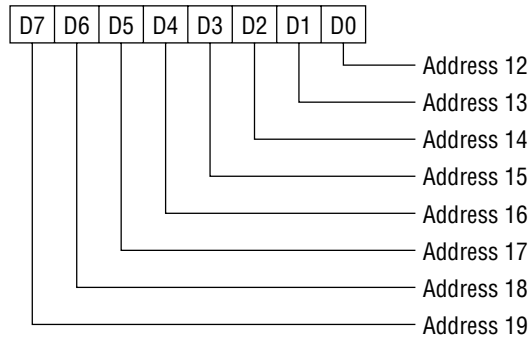 D7 D6 D5 D4 D3 D2 D1 D0
Address 12
Address 13
Address 14
Address 15
Address 16
Address 17
Address 18
Address 19